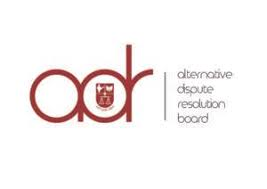 adr
alternative
dispute
resolution
board